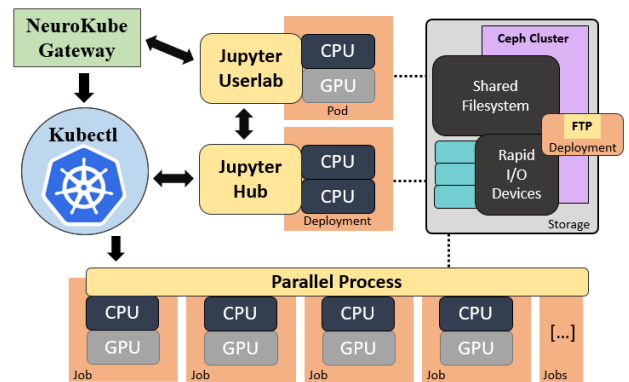 NeuroKube
Gateway
Kubectl
Jupyter
Userlab
CPU
GPU
Pod
Jupyter
Hub
CPU
CPU
Deployment
Ceph Cluster
Shared
Filesystem
FTP
Deployment
Rapid
I/O
Devices
Storage
Parallel Process
CPU
GPU
Job
CPU
GPU
Job
CPU
GPU
Job
CPU
GPU
Job
[...]
Jobs